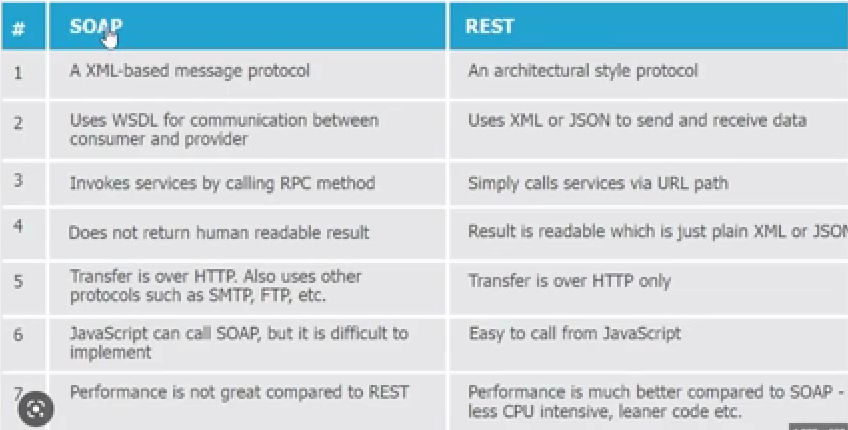 # SOAP REST
1 A XML-based message protocol An architectural style protocol
2 Uses WSDL for communication between Uses XML or JSON to send and receive data
consumer and provider
3 Invokes services by calling RPC method Simply calls services via URL path
4 Does not return human readable result Result is readable which is just plain XML or JSON
5 Transfer is over HTTP. Also uses other Transfer is over HTTP only
protocols such as SMTP, FTP, etc.
6 JavaScript can call SOAP, but it is difficult to Easy to call from JavaScript
implement
7 Performance is not great compared to REST Performance is much better compared to SOAP -
less CPU intensive, leaner code etc.